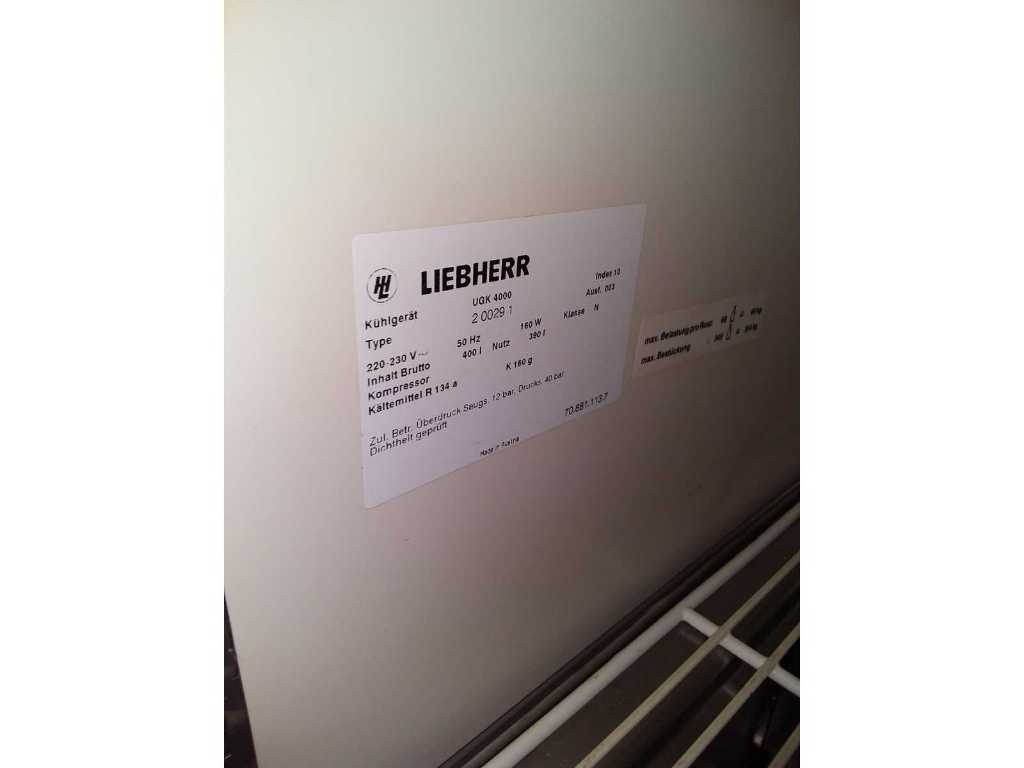 HL LIEBHERR
Kühlgerät UGK 4000 Index 10
Type 2 0029 1 Ausf. 003
220-230 V~ 50 Hz 160 W Klasse N
Inhalt Brutto 400 l Nutz 390 l
Kompressor
Kältemittel R 134 a K 160 g
Zul. Betr. Überdruck Saugs. 12 bar, Drucks. 40 bar
Dichtheit geprüft
70.881.113.7
Made in Austria
max. Belastung pro Rost
max. Bestückung